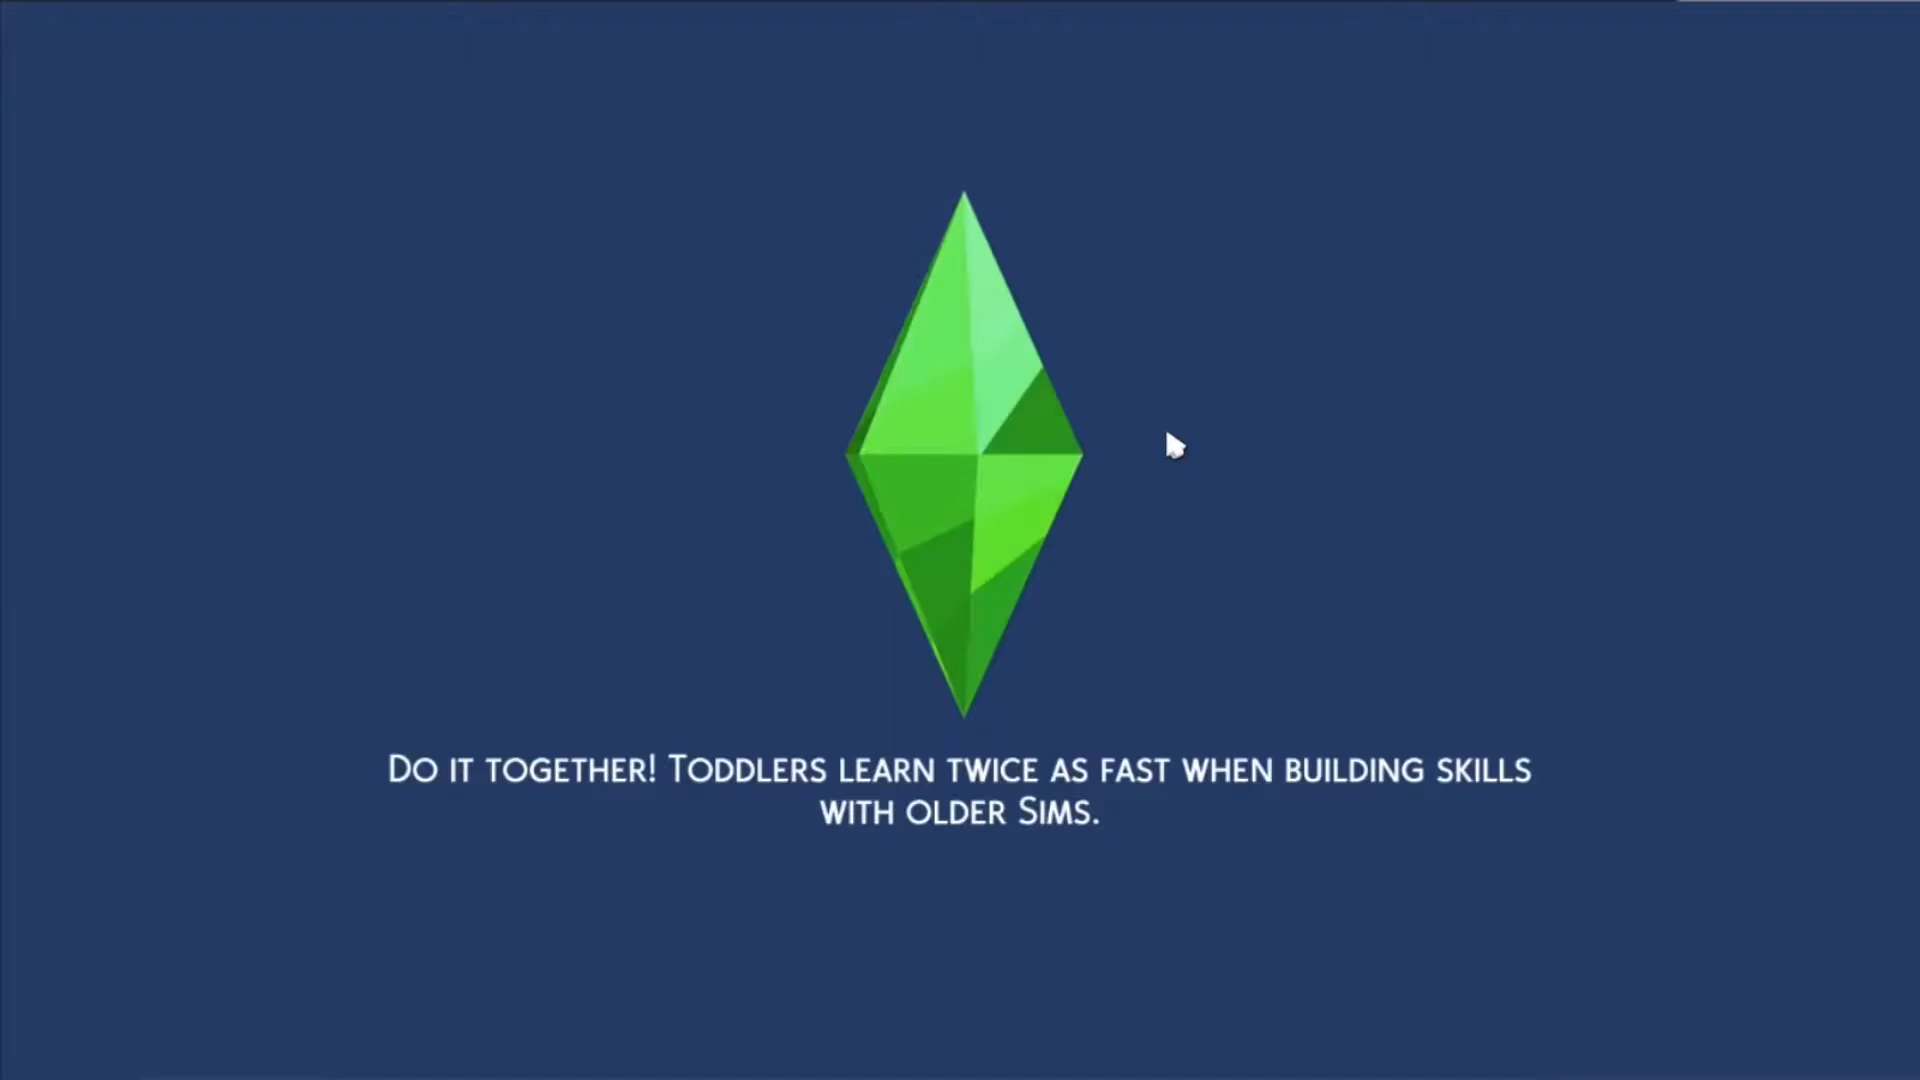 Do it together! Toddlers learn twice as fast when building skills
with older Sims.